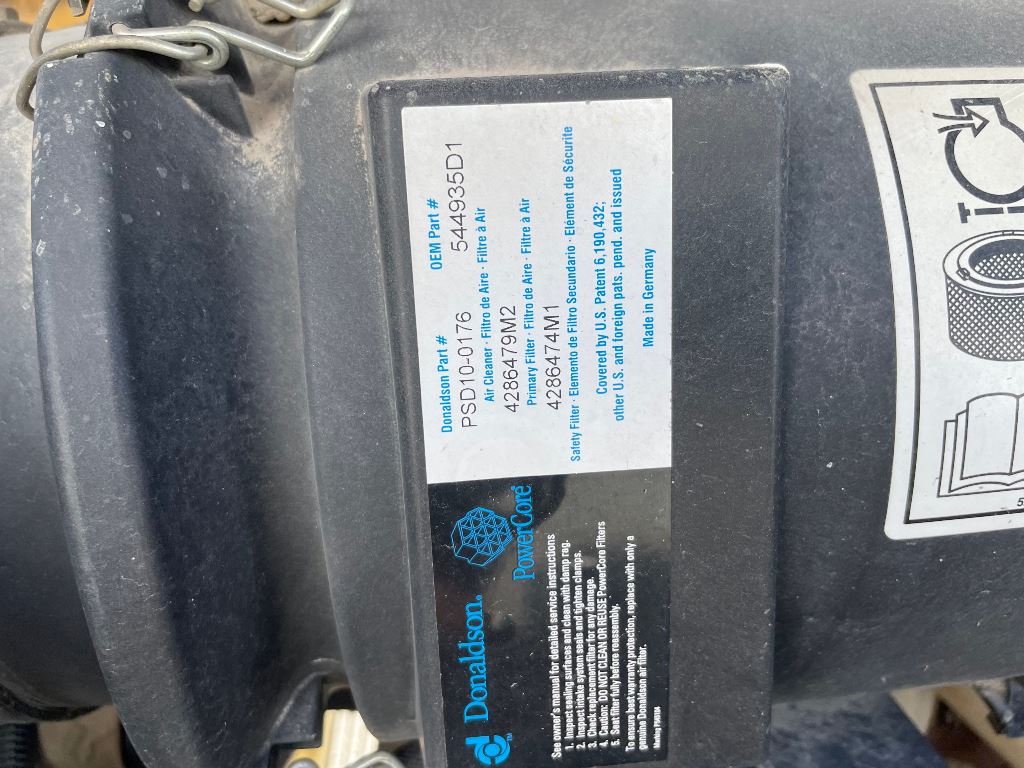 Donaldson.
PowerCore®
See owner's manual for detailed service instructions
1. Inspect sealing surfaces and clean with damp rag.
2. Inspect intake system seals and tighten clamps.
3. Check replacement filter for any damage.
4. Caution: DO NOT CLEAN OR REUSE PowerCore Filters
5. Seat filter fully before reassembly.
To ensure best warranty protection, replace with only a
genuine Donaldson air filter.
Donaldson Part # OEM Part #
PSD10-0176 544935D1
Air Cleaner · Filtro de Aire · Filtre à Air
4286479M2
Primary Filter · Filtro de Aire · Filtre à Air
4286474M1
Safety Filter · Elemento de Filtro Secundario · Elément de Sécurite
Covered by U.S. Patent 6,190,432;
other U.S. and foreign pats. pend. and issued
Made in Germany